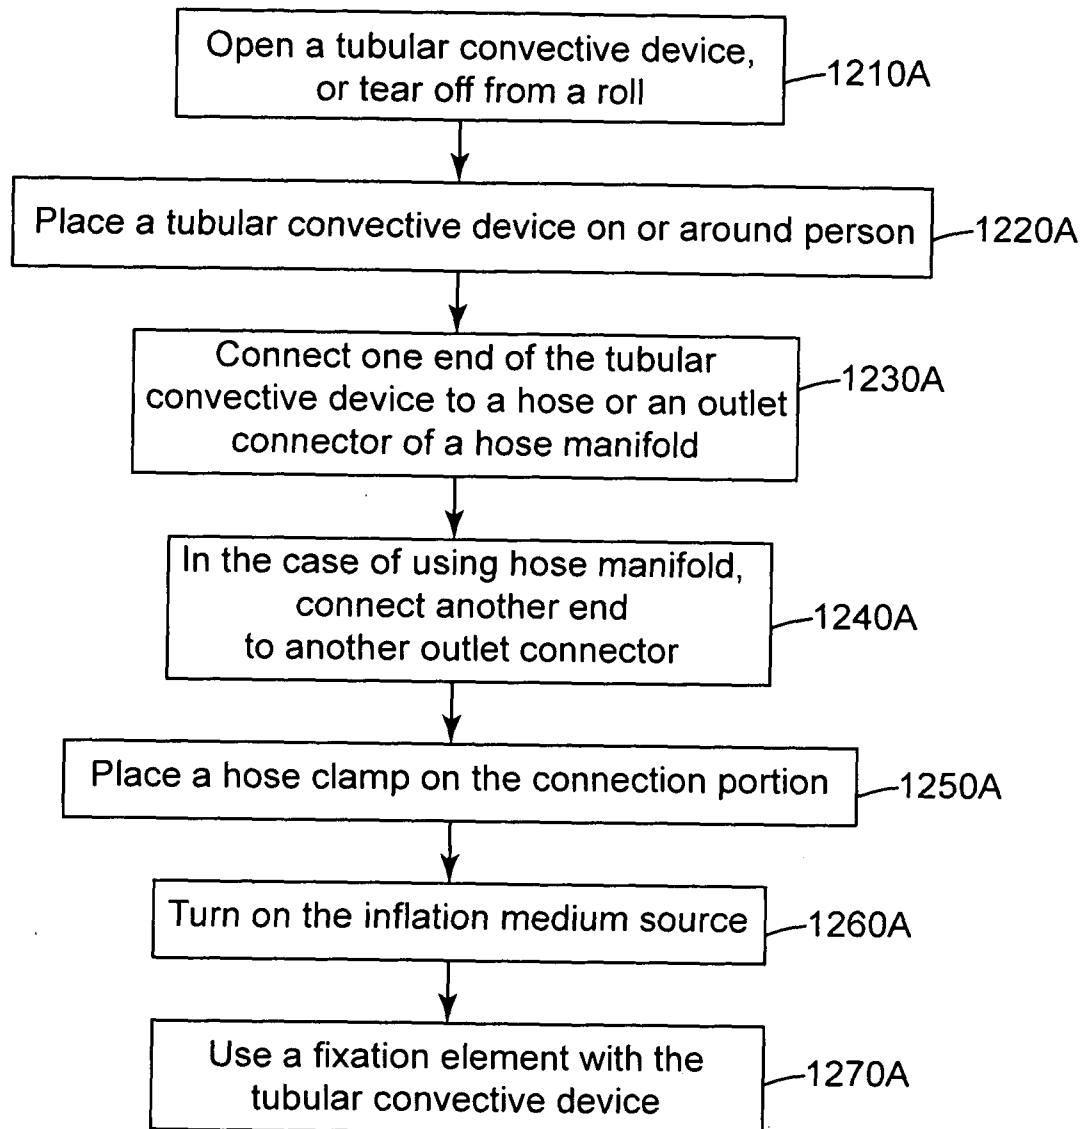 Open a tubular convective device,
or tear off from a roll
1210A
Place a tubular convective device on or around person
1220A
Connect one end of the tubular
convective device to a hose or an outlet
connector of a hose manifold
1230A
In the case of using hose manifold,
connect another end
to another outlet connector
1240A
Place a hose clamp on the connection portion
1250A
Turn on the inflation medium source
1260A
Use a fixation element with the
tubular convective device
1270A